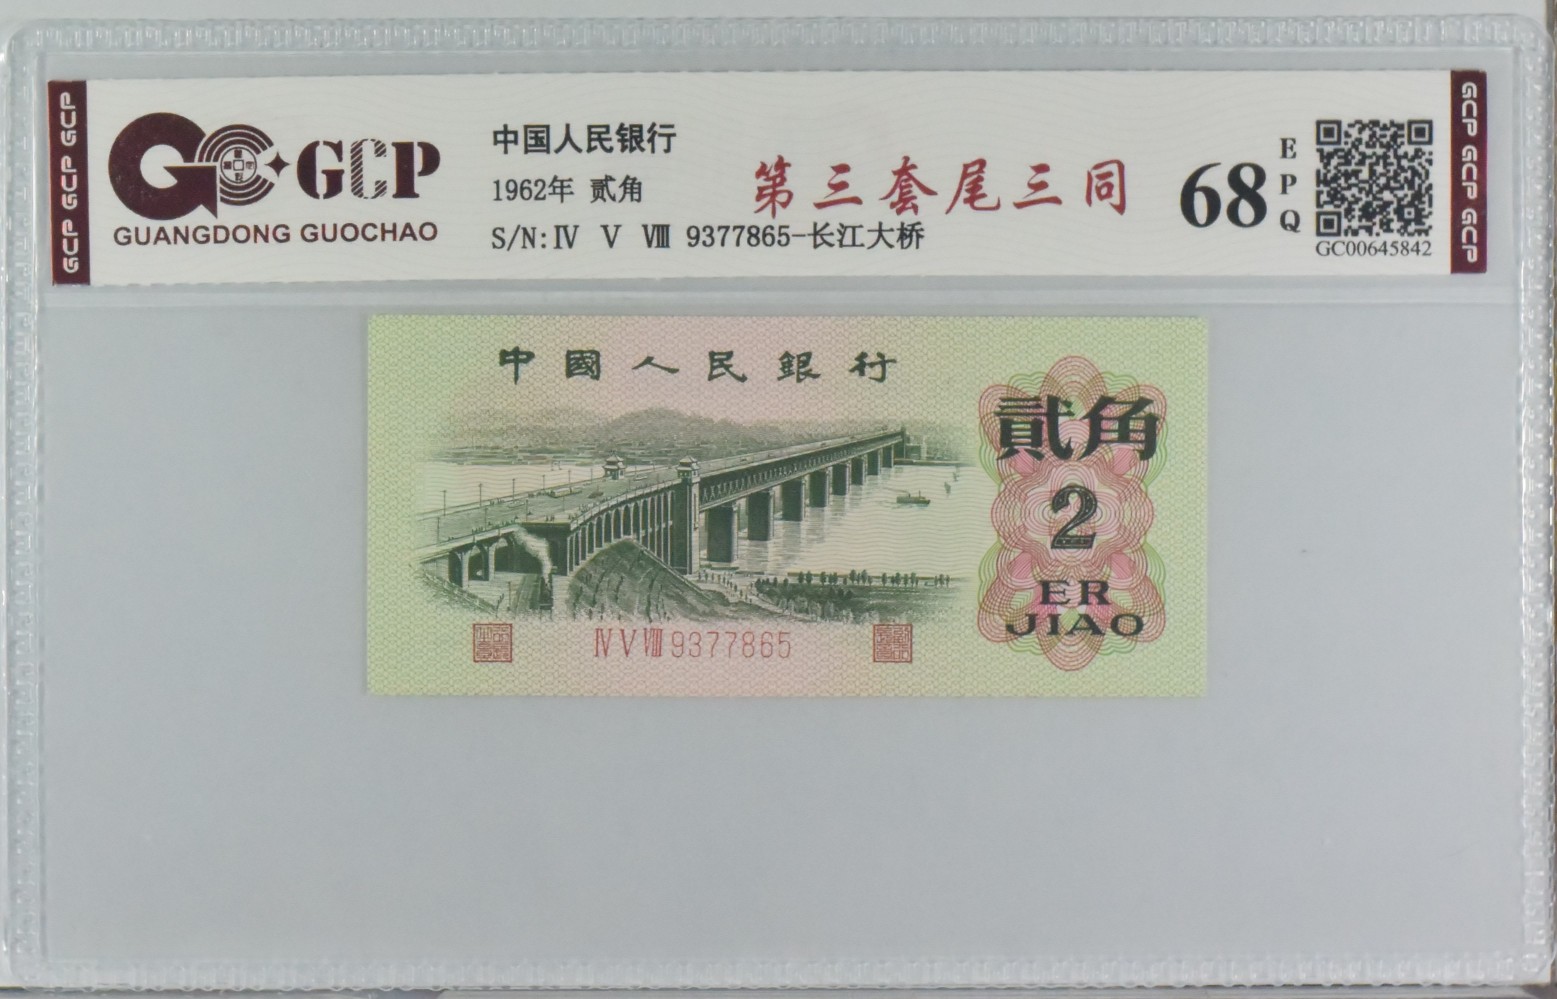 GCP GCP GCP
GCP
GUANGDONG GUOCHAO
中国人民银行
1962年 贰角
S/N:Ⅳ Ⅴ Ⅷ 9377865-长江大桥
第三套尾三同
68
EPQ
GC00645842
GCP GCP GCP
中國人民銀行
貳角
2
ER
JIAO
ⅣⅤⅧ9377865